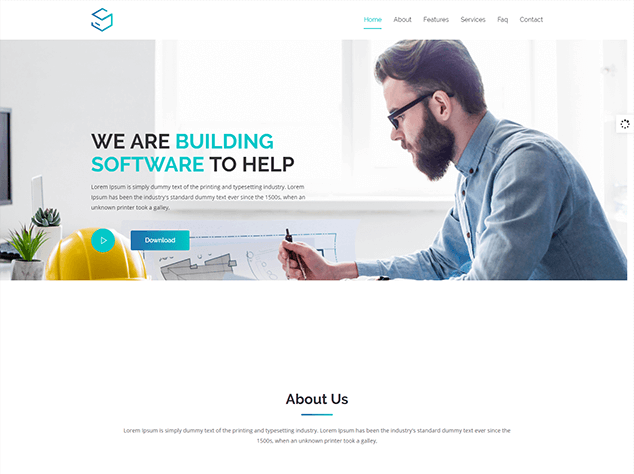 Home About Features Services Faq Contact
WE ARE BUILDING
SOFTWARE TO HELP
Lorem Ipsum is simply dummy text of the printing and typesetting industry. Lorem
Ipsum has been the industry's standard dummy text ever since the 1500s, when an
unknown printer took a galley.
Download
About Us
Lorem Ipsum is simply dummy text of the printing and typesetting industry. Lorem Ipsum has been the industry's standard dummy text ever since the
1500s, when an unknown printer took a galley.